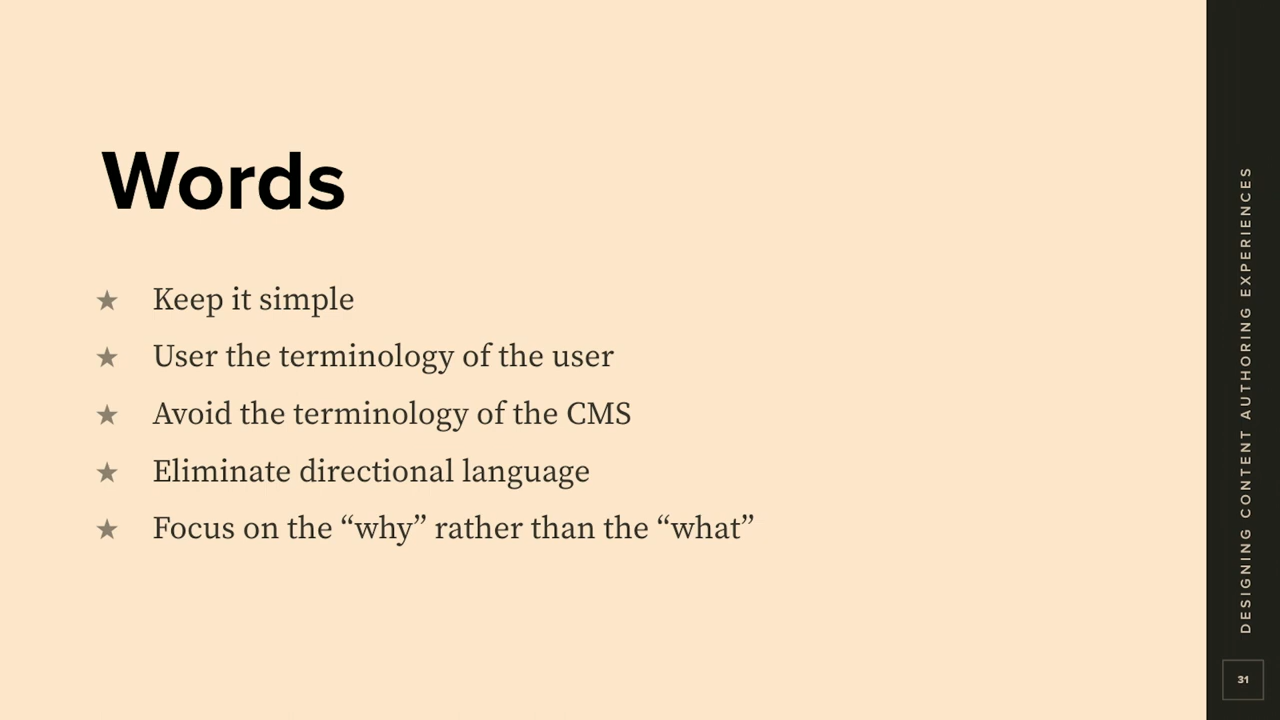 Words
★ Keep it simple
★ User the terminology of the user
★ Avoid the terminology of the CMS
★ Eliminate directional language
★ Focus on the “why” rather than the “what”
DESIGNING CONTENT AUTHORING EXPERIENCES
31